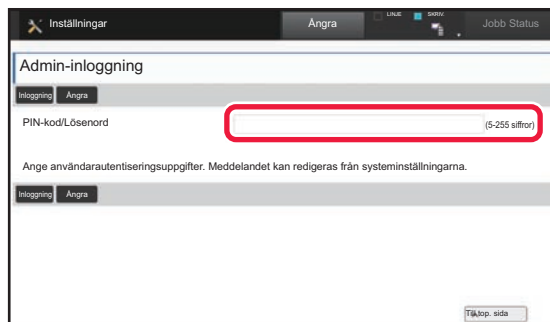 Inställningar
Ångra
LINJE
SKRIV.
Jobb Status
Admin-inloggning
Inloggning Ångra
PIN-kod/Lösenord
(5-255 siffror)
Ange användarautentiseringsuppgifter. Meddelandet kan redigeras från systeminställningarna.
Inloggning Ångra
top. sida